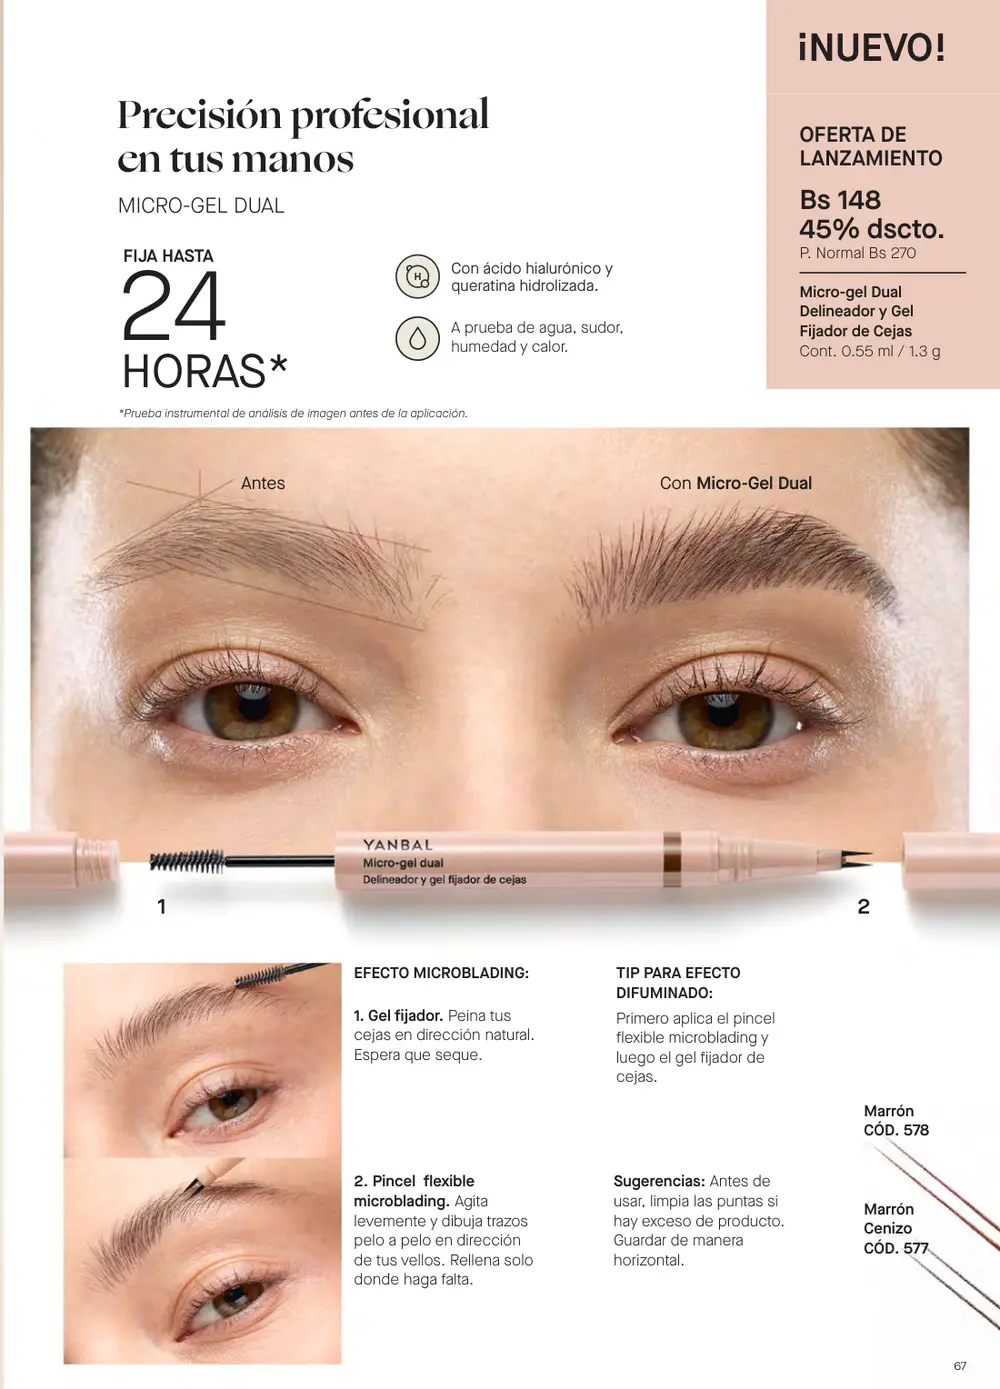 ¡NUEVO!
Precisión profesional
en tus manos
MICRO-GEL DUAL
FIJA HASTA
24
HORAS*
H
Con ácido hialurónico y
queratina hidrolizada.
A prueba de agua, sudor,
humedad y calor.
*Prueba instrumental de análisis de imagen antes de la aplicación.
OFERTA DE
LANZAMIENTO
Bs 148
45% dscto.
P. Normal Bs 270
Micro-gel Dual
Delineador y Gel
Fijador de Cejas
Cont. 0.55 ml / 1.3 g
Antes
Con Micro-Gel Dual
YANBAL
Micro-gel dual
Delineador y gel fijador de cejas
1
2
EFECTO MICROBLADING:
1. Gel fijador. Peina tus
cejas en dirección natural.
Espera que seque.
2. Pincel flexible
microblading. Agita
levemente y dibuja trazos
pelo a pelo en dirección
de tus vellos. Rellena solo
donde haga falta.
TIP PARA EFECTO
DIFUMINADO:
Primero aplica el pincel
flexible microblading y
luego el gel fijador de
cejas.
Sugerencias: Antes de
usar, limpia las puntas si
hay exceso de producto.
Guardar de manera
horizontal.
Marrón
CÓD. 578
Marrón
Cenizo
CÓD. 577
67